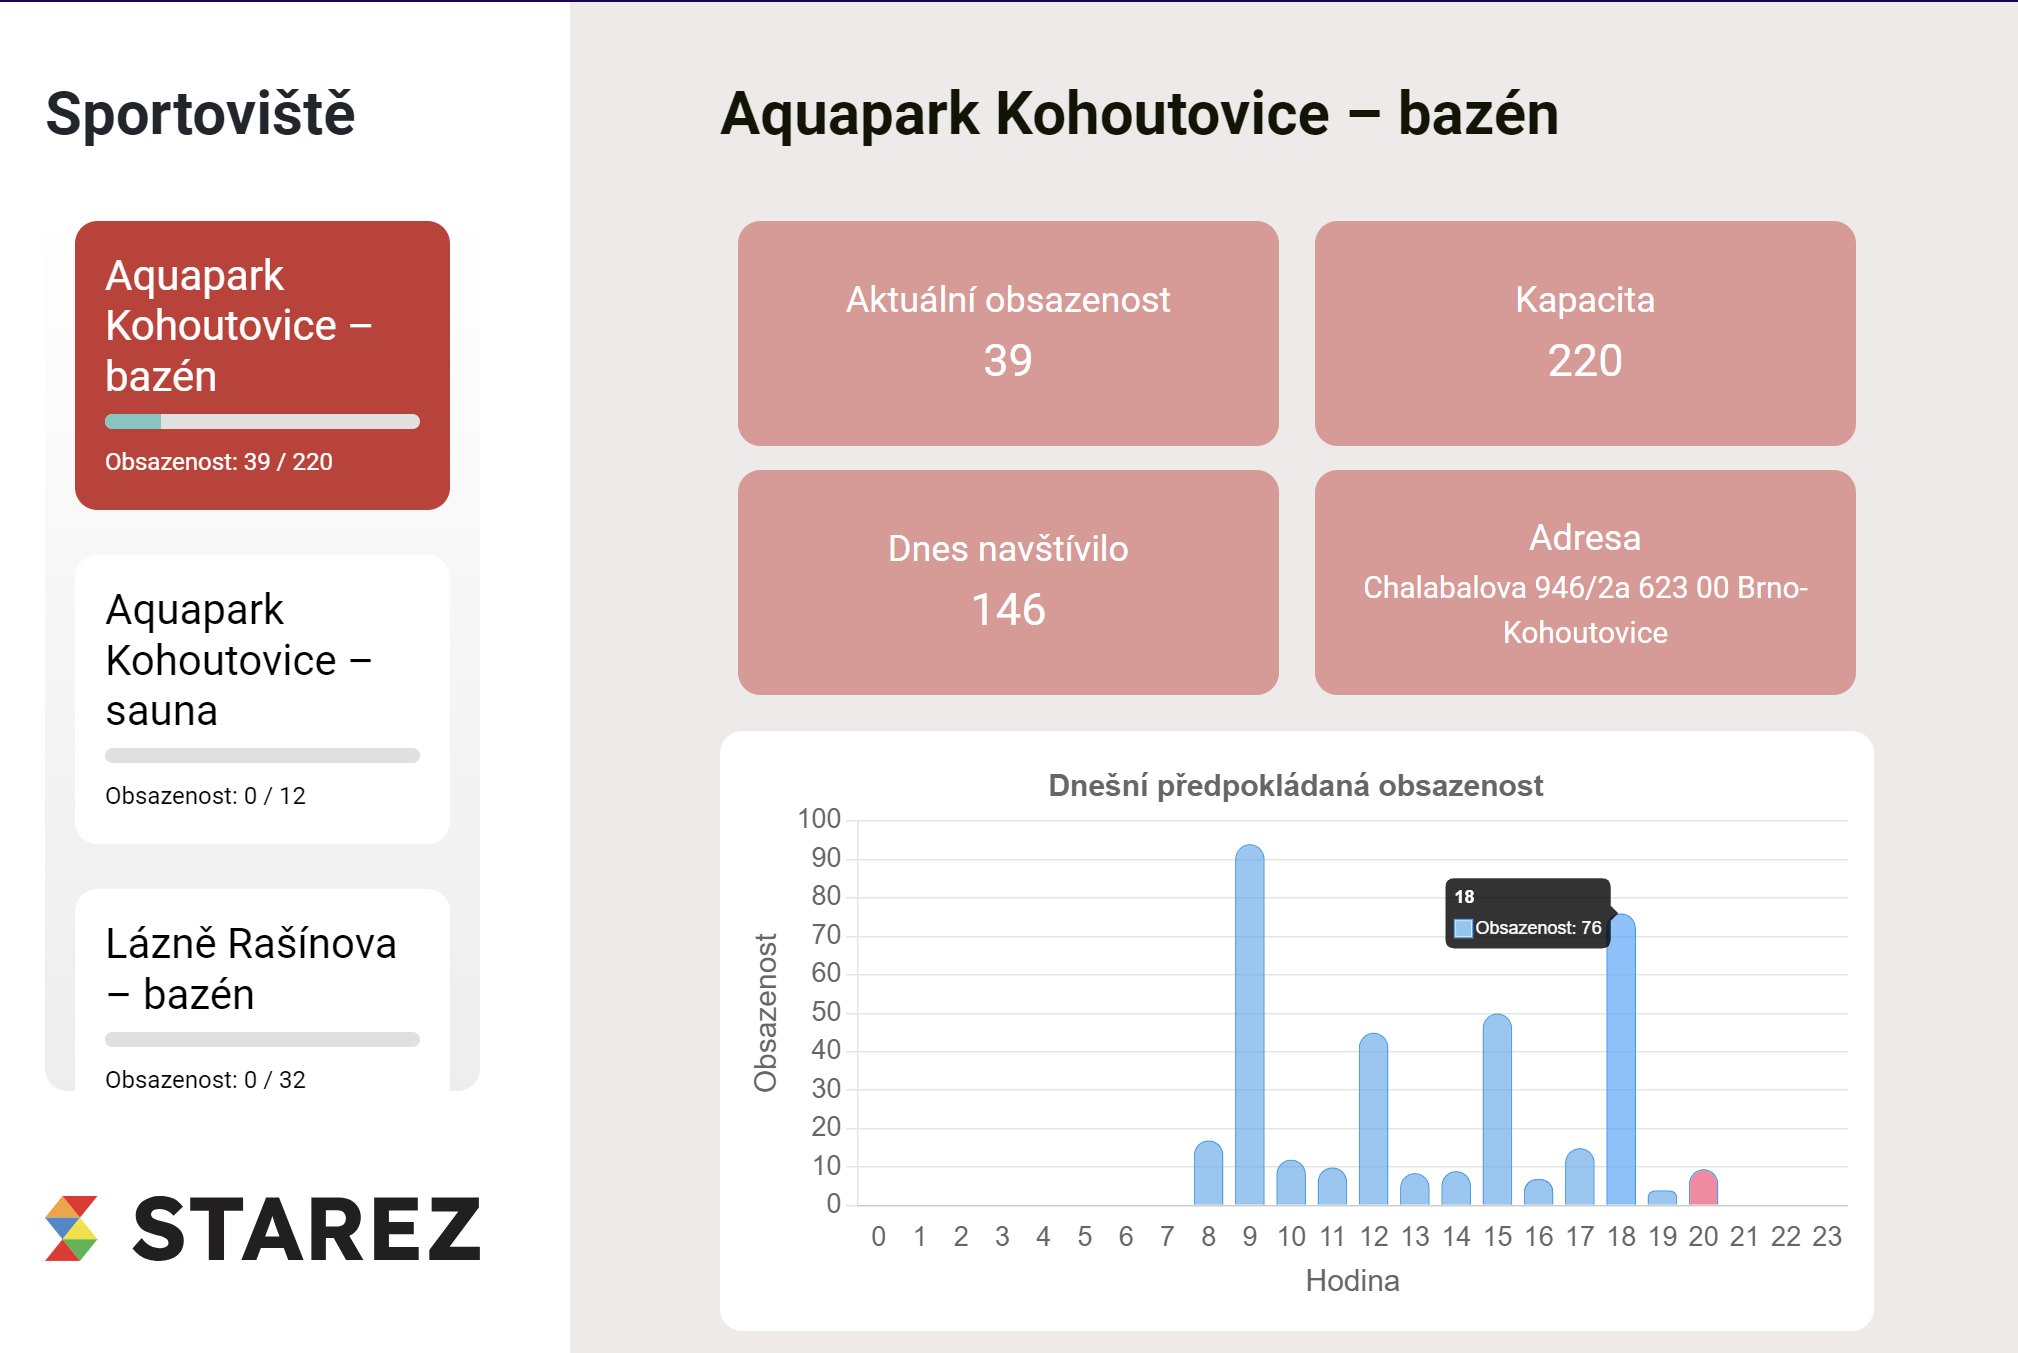 Sportoviště
Aquapark
Kohoutovice –
bazén
Obsazenost: 39 / 220
Aquapark
Kohoutovice –
sauna
Obsazenost: 0 / 12
Lázně Rašínova
– bazén
Obsazenost: 0 / 32
STAREZ
Aquapark Kohoutovice – bazén
Aktuální obsazenost
39
Kapacita
220
Dnes navštívilo
146
Adresa
Chalabalova 946/2a 623 00 Brno-
Kohoutovice
Dnešní předpokládaná obsazenost
Obsazenost
100
90
80
70
60
50
40
30
20
10
0
18
Obsazenost: 76
0 1 2 3 4 5 6 7 8 9 10 11 12 13 14 15 16 17 18 19 20 21 22 23
Hodina